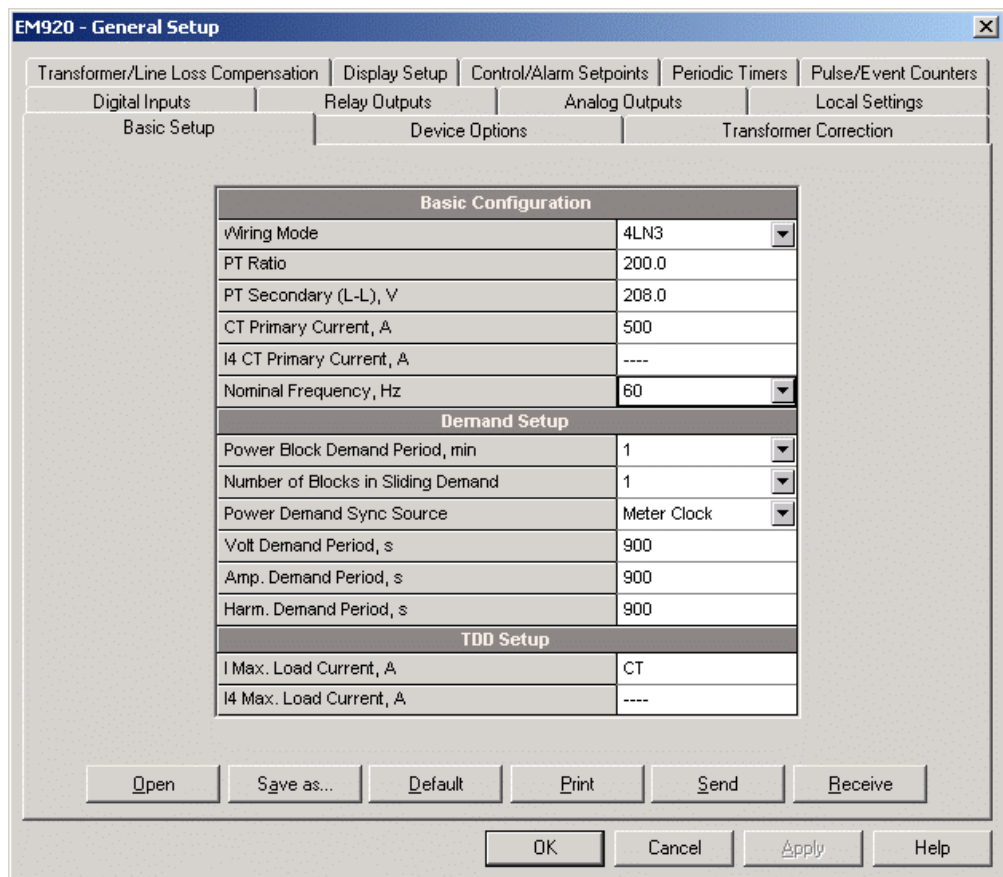 EM920 - General Setup
Transformer/Line Loss Compensation
Display Setup
Control/Alarm Setpoints
Periodic Timers
Pulse/Event Counters
Digital Inputs
Relay Outputs
Analog Outputs
Local Settings
Basic Setup
Device Options
Transformer Correction
Basic Configuration
Wiring Mode 4LN3
PT Ratio 200.0
PT Secondary (L-L), V 208.0
CT Primary Current, A 500
I4 CT Primary Current, A ----
Nominal Frequency, Hz 60
Demand Setup
Power Block Demand Period, min 1
Number of Blocks in Sliding Demand 1
Power Demand Sync Source Meter Clock
Volt Demand Period, s 900
Amp. Demand Period, s 900
Harm. Demand Period, s 900
TDD Setup
I Max. Load Current, A CT
I4 Max. Load Current, A ----
Open
Save as...
Default
Print
Send
Receive
OK
Cancel
Apply
Help